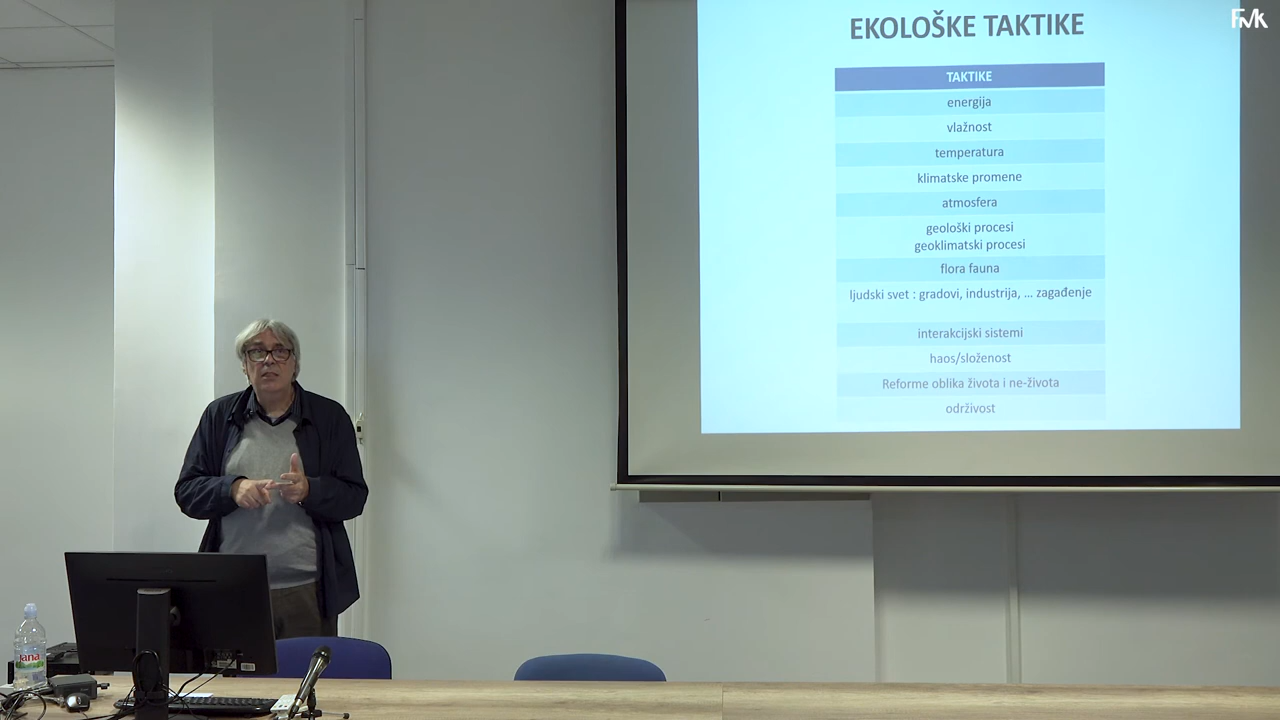 FMK
EKOLOŠKE TAKTIKE
TAKTIKE
energija
vlažnost
temperatura
klimatske promene
atmosfera
geološki procesi
geoklimatski procesi
flora fauna
ljudski svet : gradovi, industrija, ... zagađenje
interakcijski sistemi
haos/složenost
Reforme oblika života i ne-života
održivost
Jana